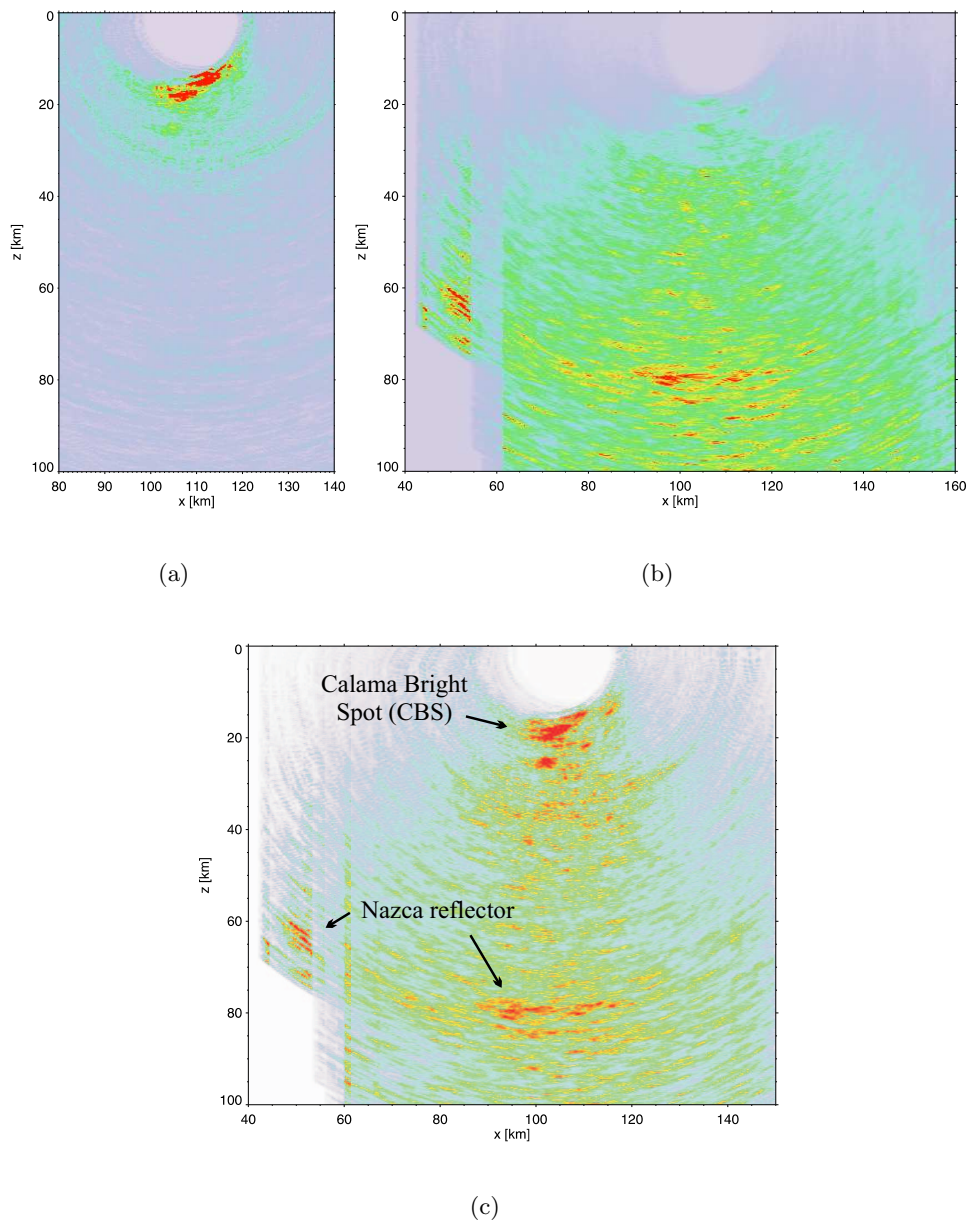 0
20
40
60
80
100
z [km]
80 90 100 110 120 130 140
x [km]
(a)
0
20
40
60
80
100
z [km]
40 60 80 100 120 140 160
x [km]
(b)
0
20
40
60
80
100
z [km]
Calama Bright
Spot (CBS)
Nazca reflector
40 60 80 100 120 140
x [km]
(c)